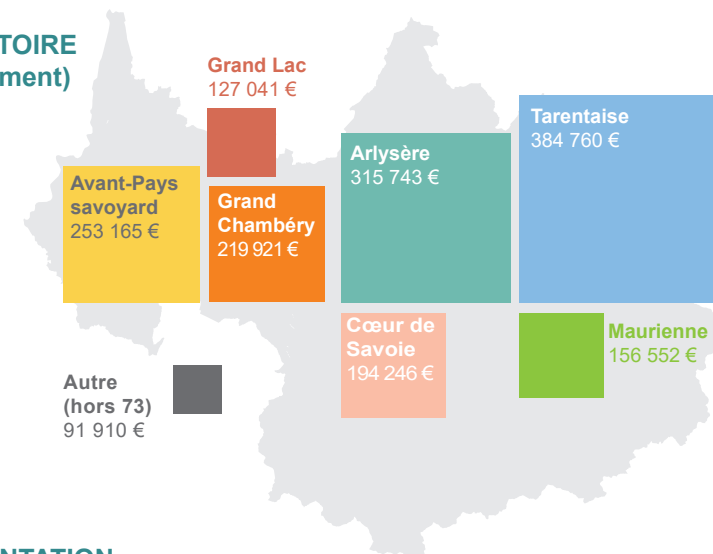 TOIRE
ment)
Grand Lac
127 041 €
Tarentaise
384 760 €
Arlysère
315 743 €
Avant-Pays
savoyard
253 165 €
Grand
Chambéry
219 921 €
Cœur de
Savoie
194 246 €
Maurienne
156 552 €
Autre
(hors 73)
91 910 €
NTATION